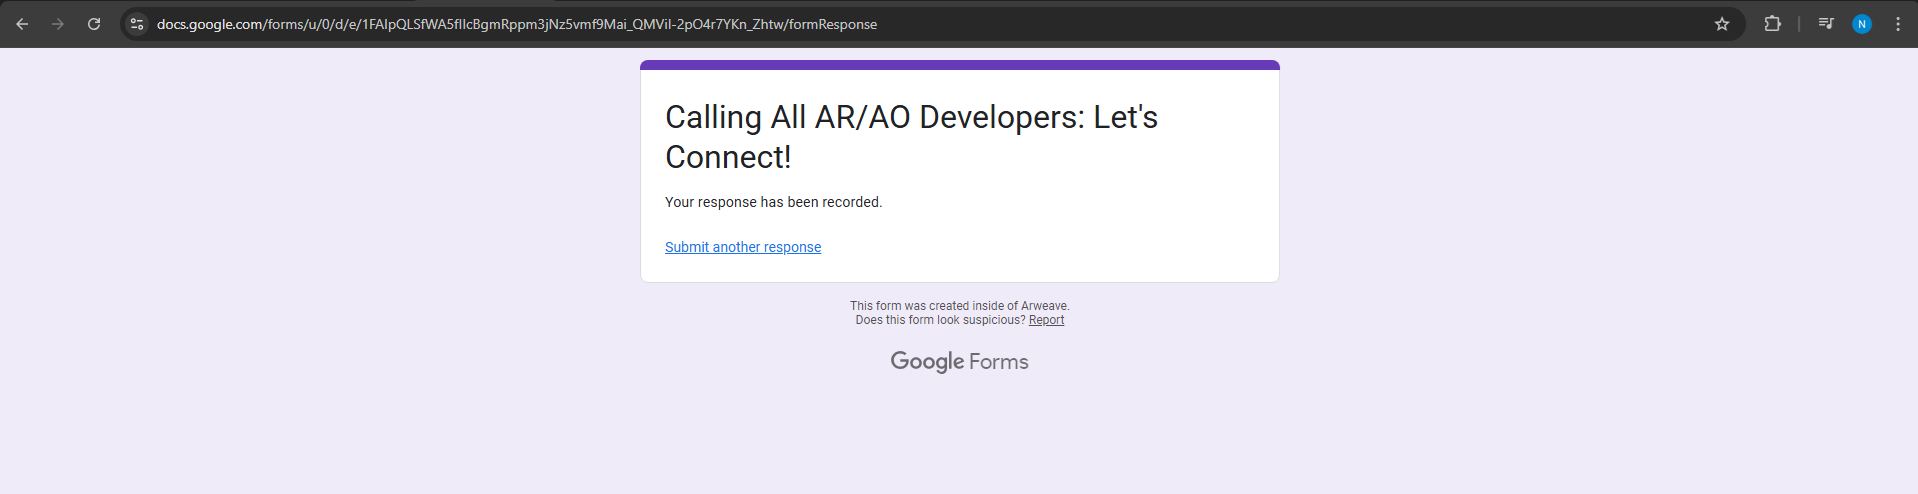 docs.google.com/forms/u/0/d/e/1FAIpQLSfWA5fIlcBgmRppm3jNz5vmf9Mai_QMViI-2pO4r7YKn_Zhtw/formResponse
N
Calling All AR/AO Developers: Let's
Connect!
Your response has been recorded.
Submit another response
This form was created inside of Arweave.
Does this form look suspicious? Report
Google Forms